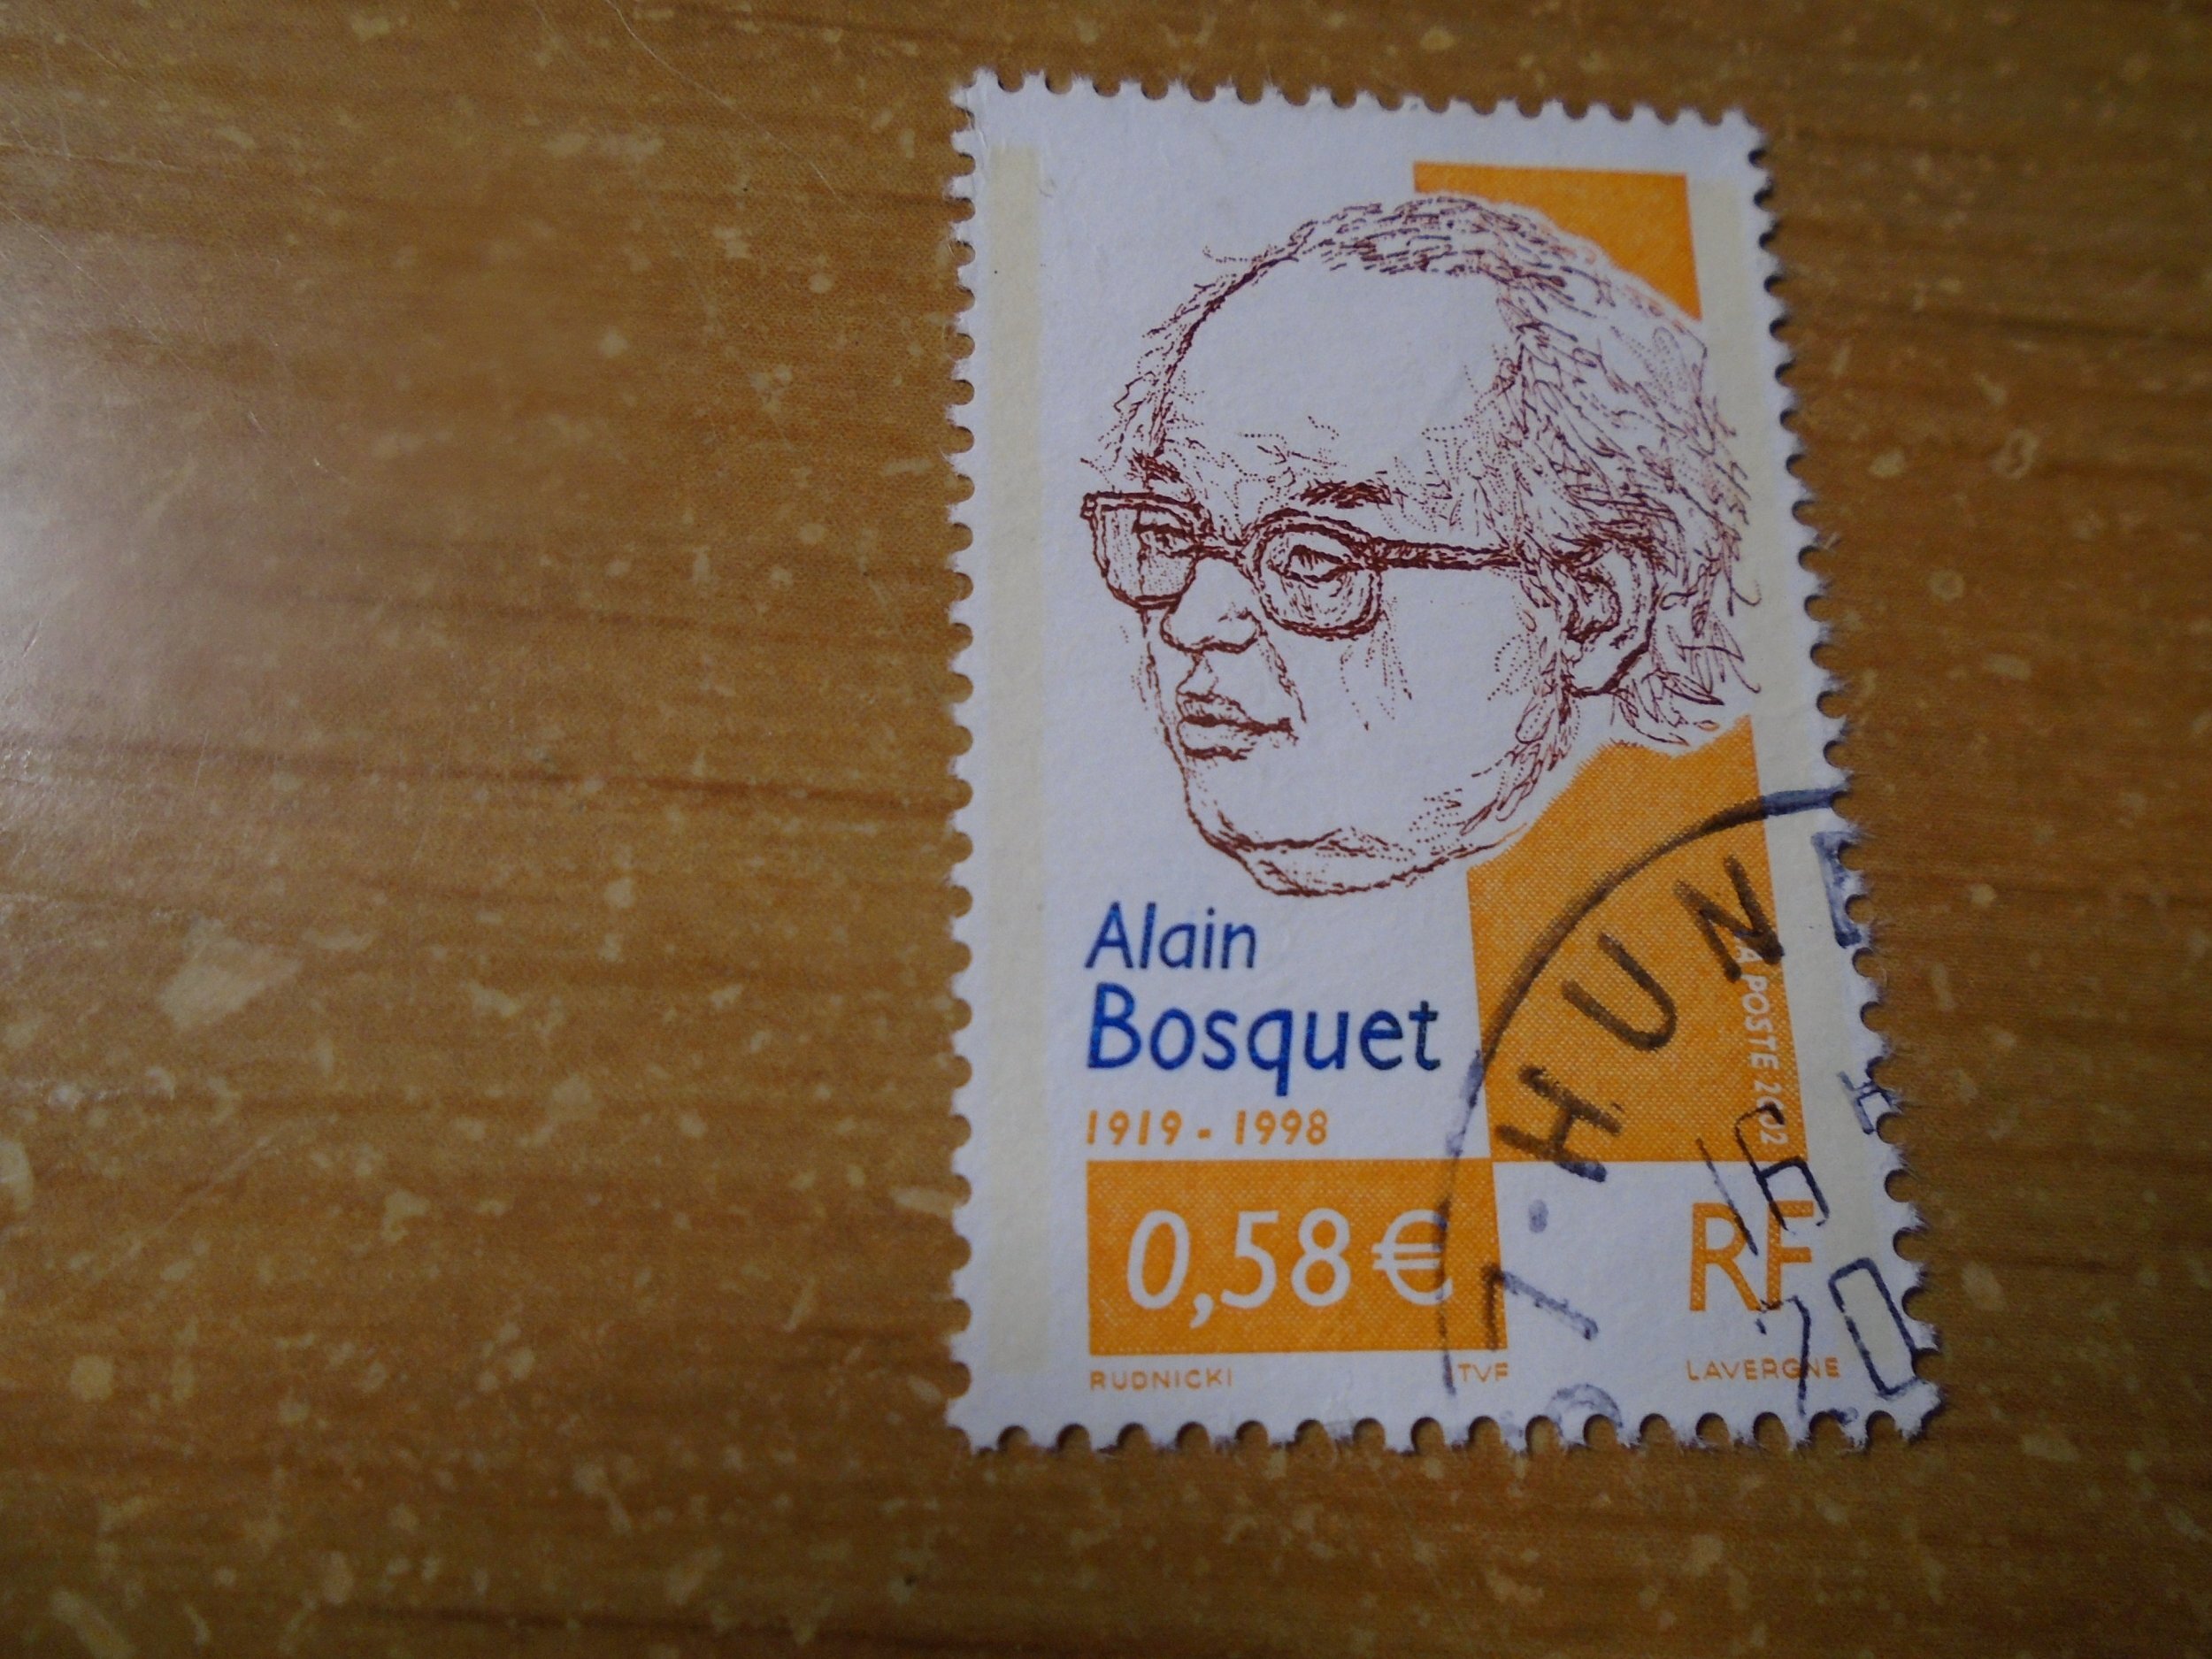 Alain
Bosquet
1919 - 1998
LA POSTE 2002
HUN
0,58 €
RF
RUDNICKI
TVF
LAVERGNE